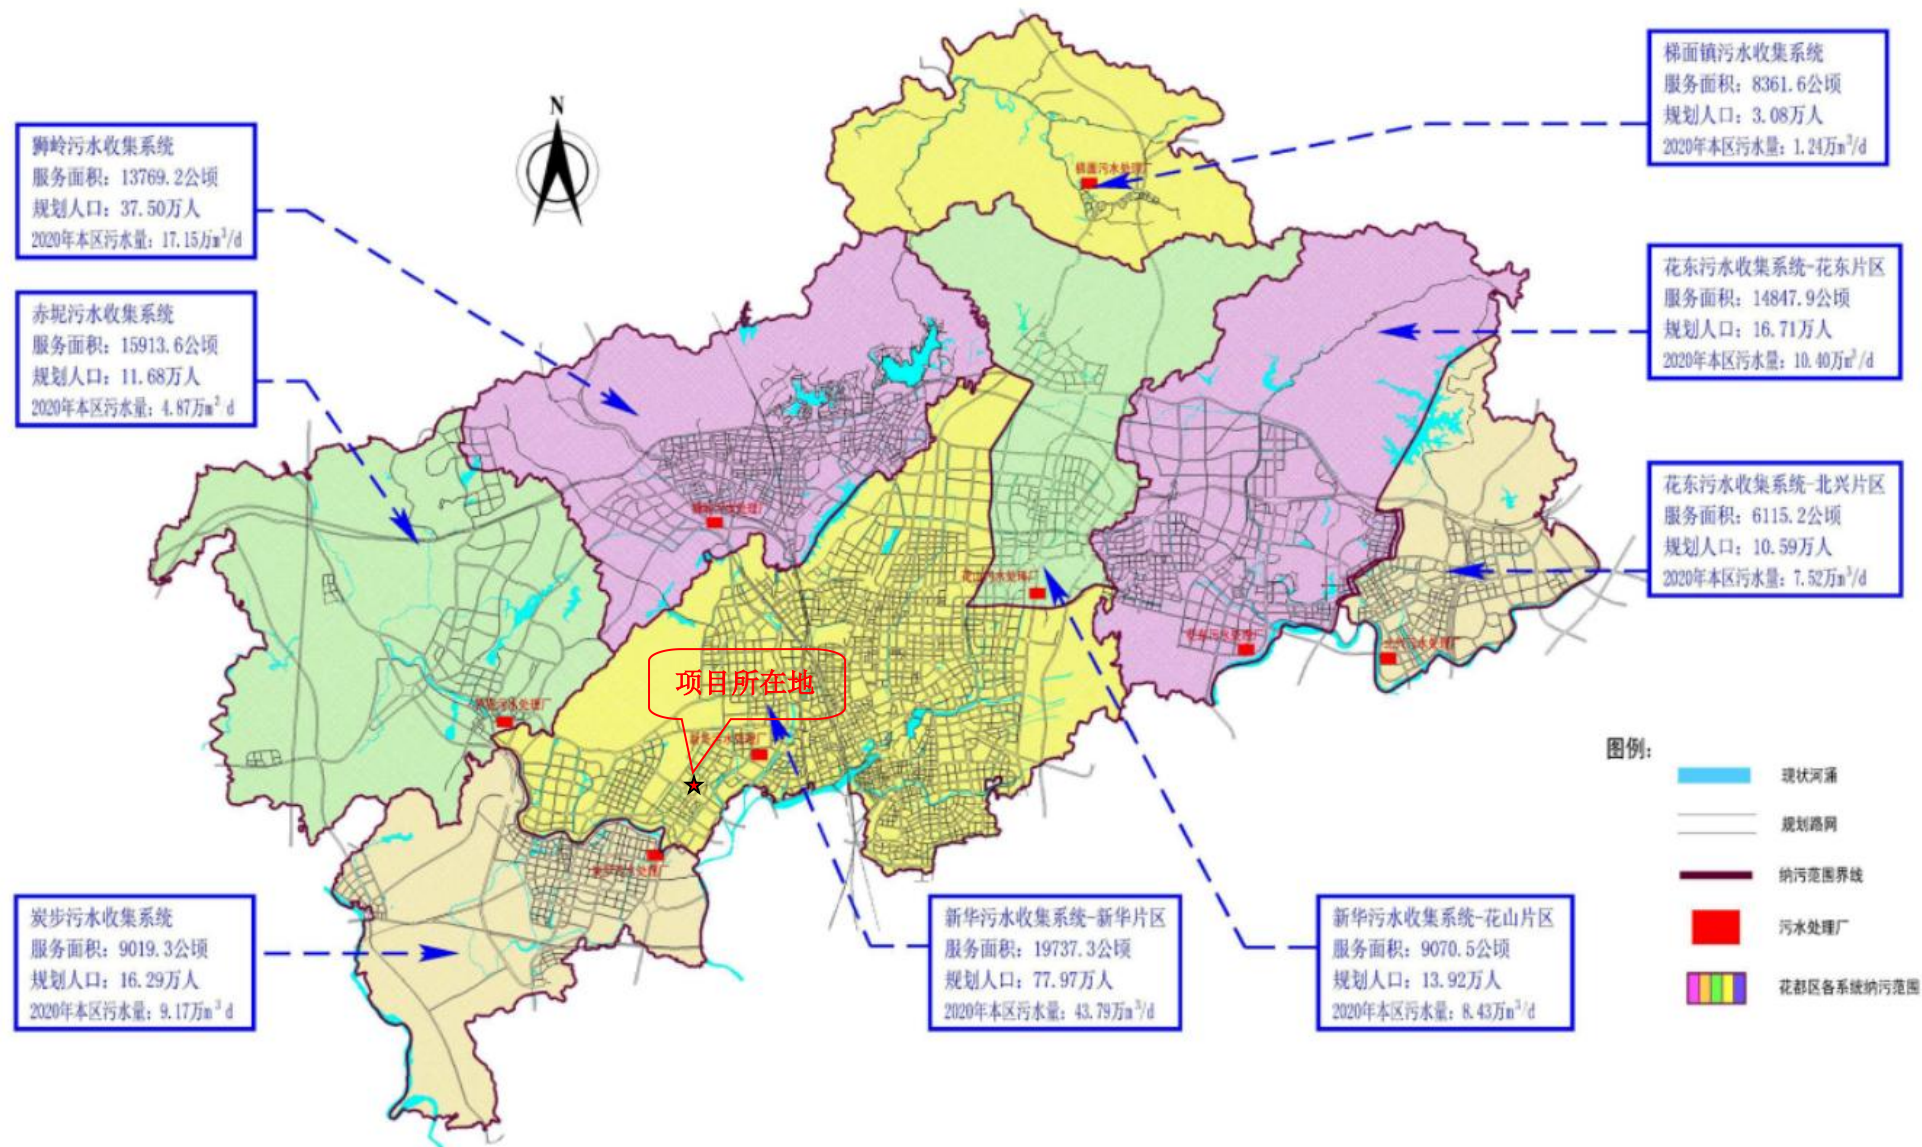 梯面镇污水收集系统
服务面积：8361.6公顷
规划人口：3.08万人
2020年本区污水量：1.24万m³/d
N
狮岭污水收集系统
服务面积：13769.2公顷
规划人口：37.50万人
2020年本区污水量：17.15万m³/d
梯面污水处理厂
花东污水收集系统-花东片区
服务面积：14847.9公顷
规划人口：16.71万人
2020年本区污水量：10.40万m³/d
赤坭污水收集系统
服务面积：15913.6公顷
规划人口：11.68万人
2020年本区污水量：4.87万m³ d
花东污水收集系统-北兴片区
服务面积：6115.2公顷
规划人口：10.59万人
2020年本区污水量：7.52万m³/d
项目所在地
图例：
现状河涌
规划路网
纳污范围界线
污水处理厂
花都区各系统纳污范围
炭步污水收集系统
服务面积：9019.3公顷
规划人口：16.29万人
2020年本区污水量：9.17万m³ d
新华污水收集系统-新华片区
服务面积：19737.3公顷
规划人口：77.97万人
2020年本区污水量：43.79万m³/d
新华污水收集系统-花山片区
服务面积：9070.5公顷
规划人口：13.92万人
2020年本区污水量：8.43万m³/d